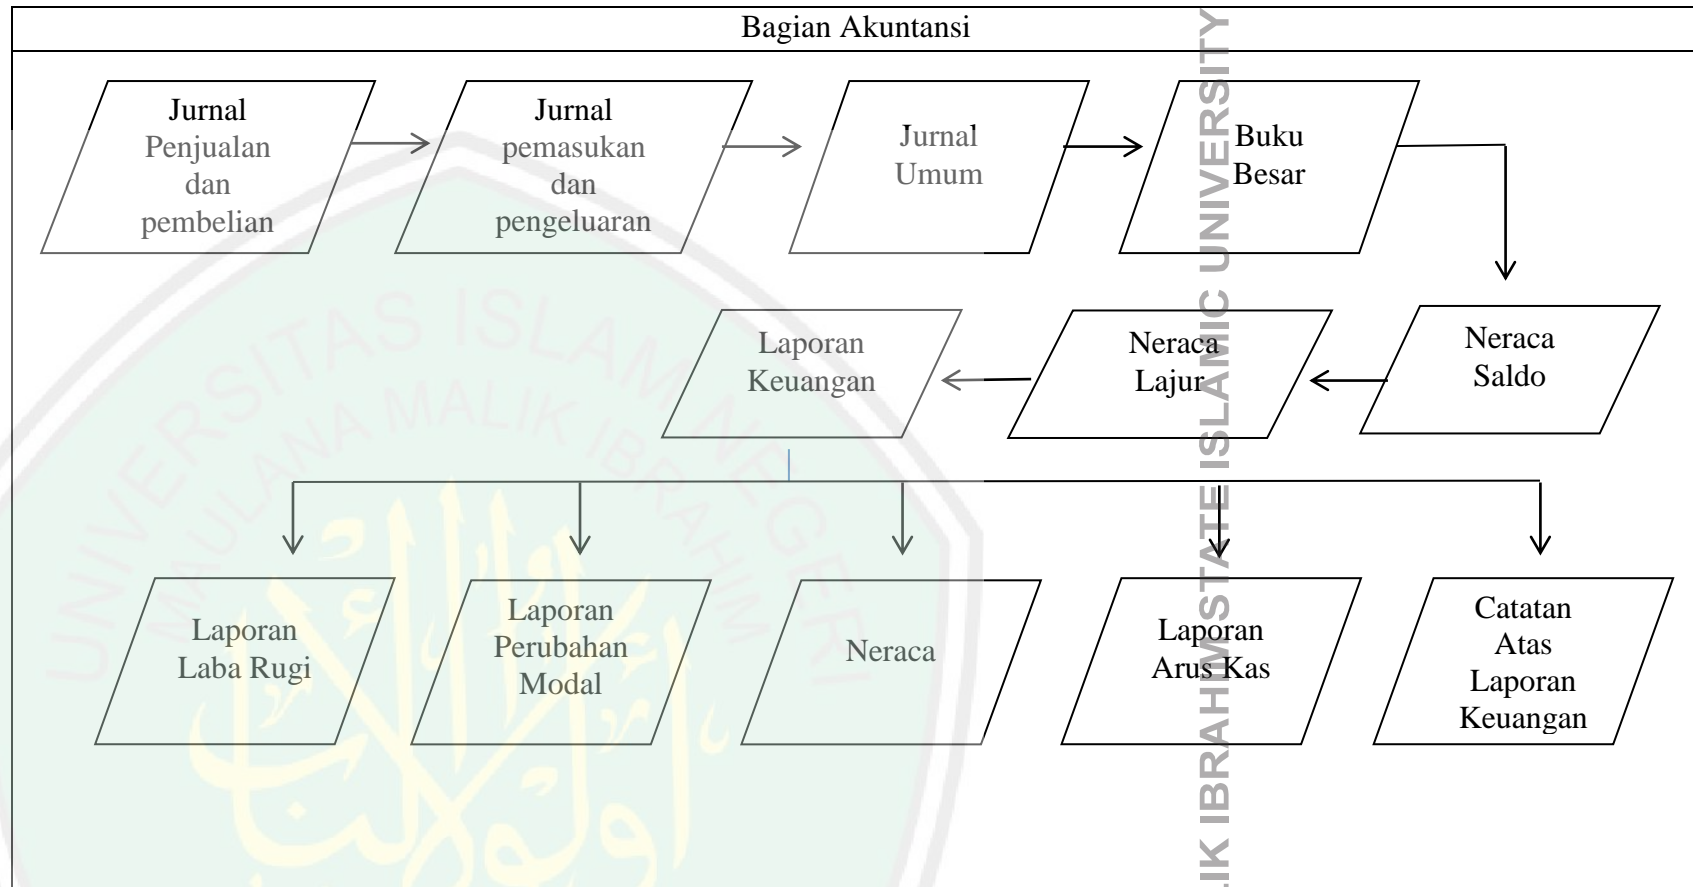 Bagian Akuntansi
Jurnal
Penjualan
dan
pembelian
Jurnal
pemasukan
dan
pengeluaran
Jurnal
Umum
Buku
Besar
Laporan
Keuangan
Neraca
Lajur
Neraca
Saldo
Laporan
Laba Rugi
Laporan
Perubahan
Modal
Neraca
Laporan
Arus Kas
Catatan
Atas
Laporan
Keuangan
UNIVERSITAS ISLAM NEGERI
MAULANA MALIK IBRAHIM
LIK IBRAHIM STATE ISLAMIC UNIVERSITY